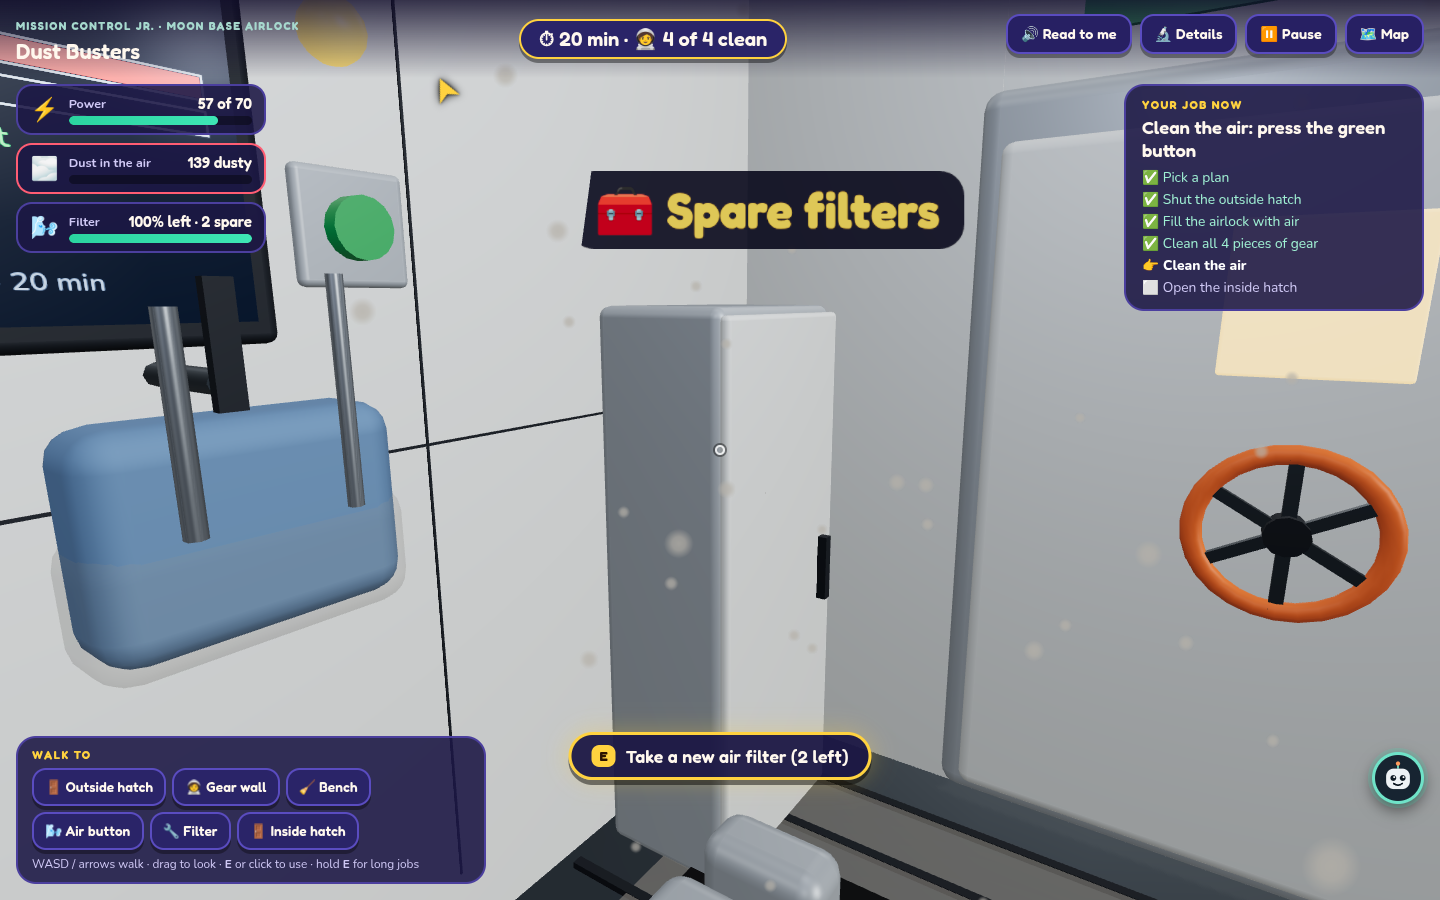 MISSION CONTROL JR. · MOON BASE AIRLOCK
Dust Busters
⏱ 20 min · 🧑‍🚀 4 of 4 clean
🔊 Read to me
🔬 Details
⏸ Pause
🗺️ Map
⚡ Power 57 of 70
Dust in the air 139 dusty
🌬️ Filter 100% left · 2 spare
t
20 min
🧰 Spare filters
YOUR JOB NOW
Clean the air: press the green
button
✅ Pick a plan
✅ Shut the outside hatch
✅ Fill the airlock with air
✅ Clean all 4 pieces of gear
👉 Clean the air
⬜ Open the inside hatch
E Take a new air filter (2 left)
WALK TO
🚪 Outside hatch
🧑‍🚀 Gear wall
🧹 Bench
🌬️ Air button
🔧 Filter
🚪 Inside hatch
WASD / arrows walk · drag to look · E or click to use · hold E for long jobs